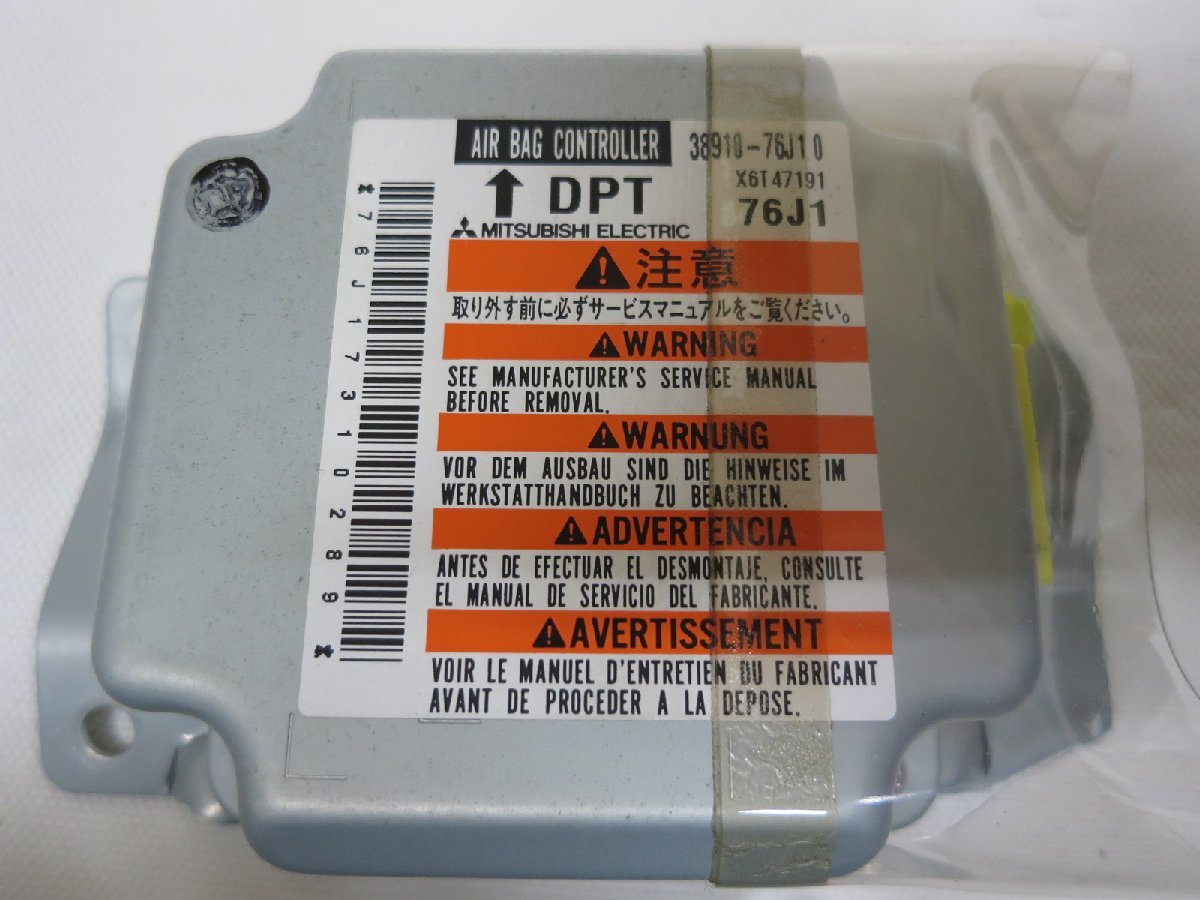 AIR BAG CONTROLLER 38910-76J10
X6T47191
DPT 76J1
MITSUBISHI ELECTRIC
注意
取り外す前に必ずサービスマニュアルをご覧ください。
WARNING
SEE MANUFACTURER'S SERVICE MANUAL
BEFORE REMOVAL.
WARNUNG
VOR DEM AUSBAU SIND DIE HINWEISE IM
WERKSTATTHANDBUCH ZU BEACHTEN.
ADVERTENCIA
ANTES DE EFECTUAR EL DESMONTAJE, CONSULTE
EL MANUAL DE SERVICIO DEL FABRICANTE.
AVERTISSEMENT
VOIR LE MANUEL D'ENTRETIEN DU FABRICANT
AVANT DE PROCEDER A LA DEPOSE.
*76J173100289*